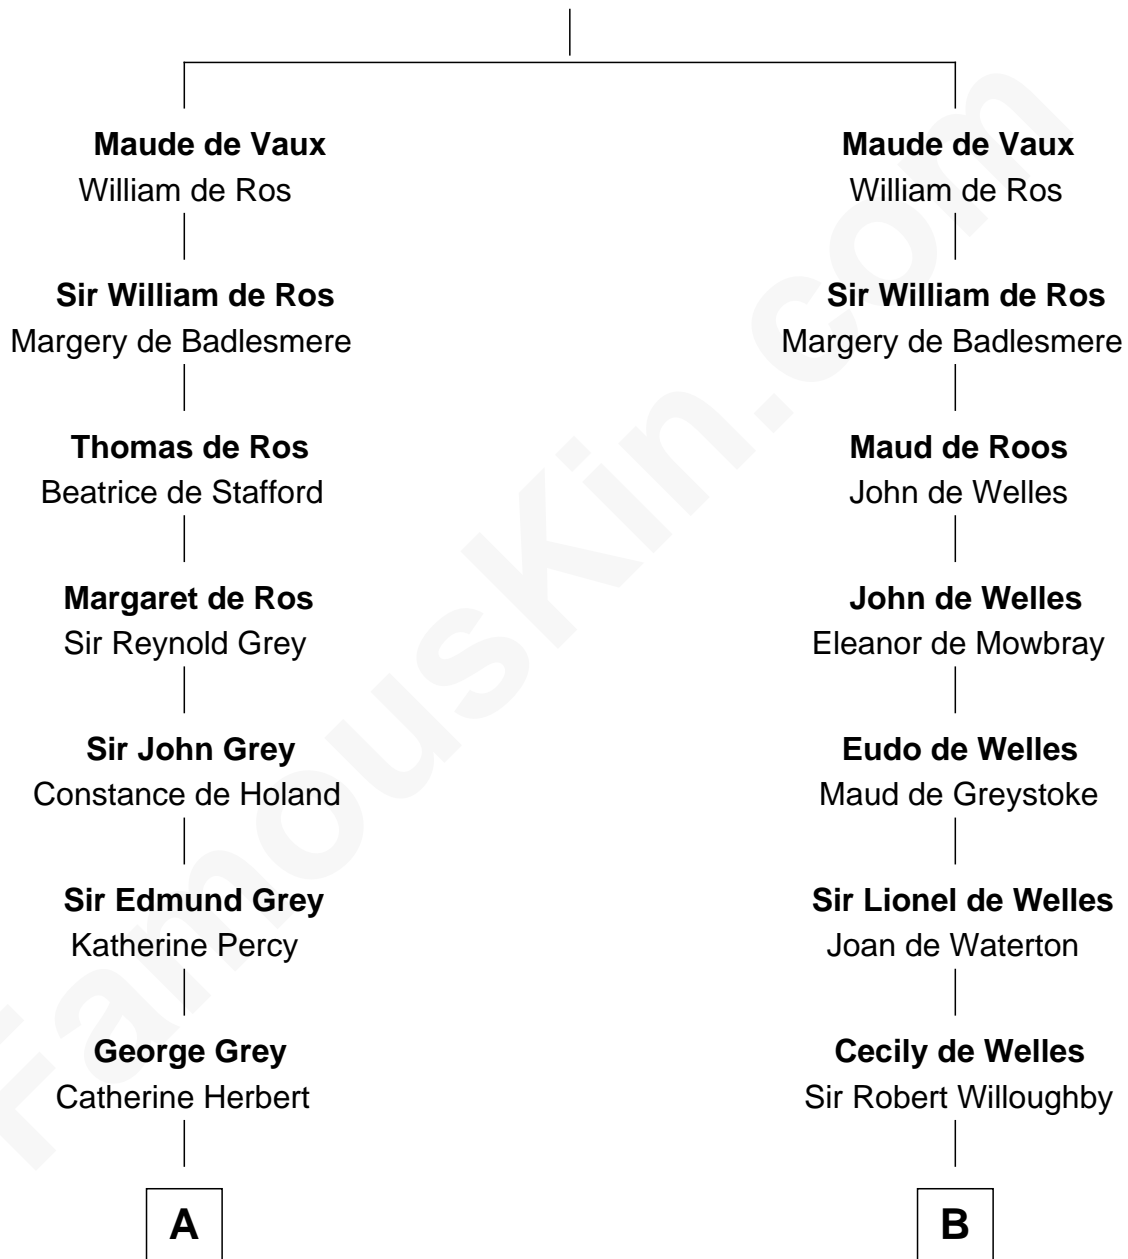 Maude de Vaux
William de Ros
Sir William de Ros
Margery de Badlesmere
Thomas de Ros
Beatrice de Stafford
Margaret de Ros
Sir Reynold Grey
Sir John Grey
Constance de Holand
Sir Edmund Grey
Katherine Percy
George Grey
Catherine Herbert
A
Maude de Vaux
William de Ros
Sir William de Ros
Margery de Badlesmere
Maud de Roos
John de Welles
John de Welles
Eleanor de Mowbray
Eudo de Welles
Maud de Greystoke
Sir Lionel de Welles
Joan de Waterton
Cecily de Welles
Sir Robert Willoughby
B
FamousKin.com